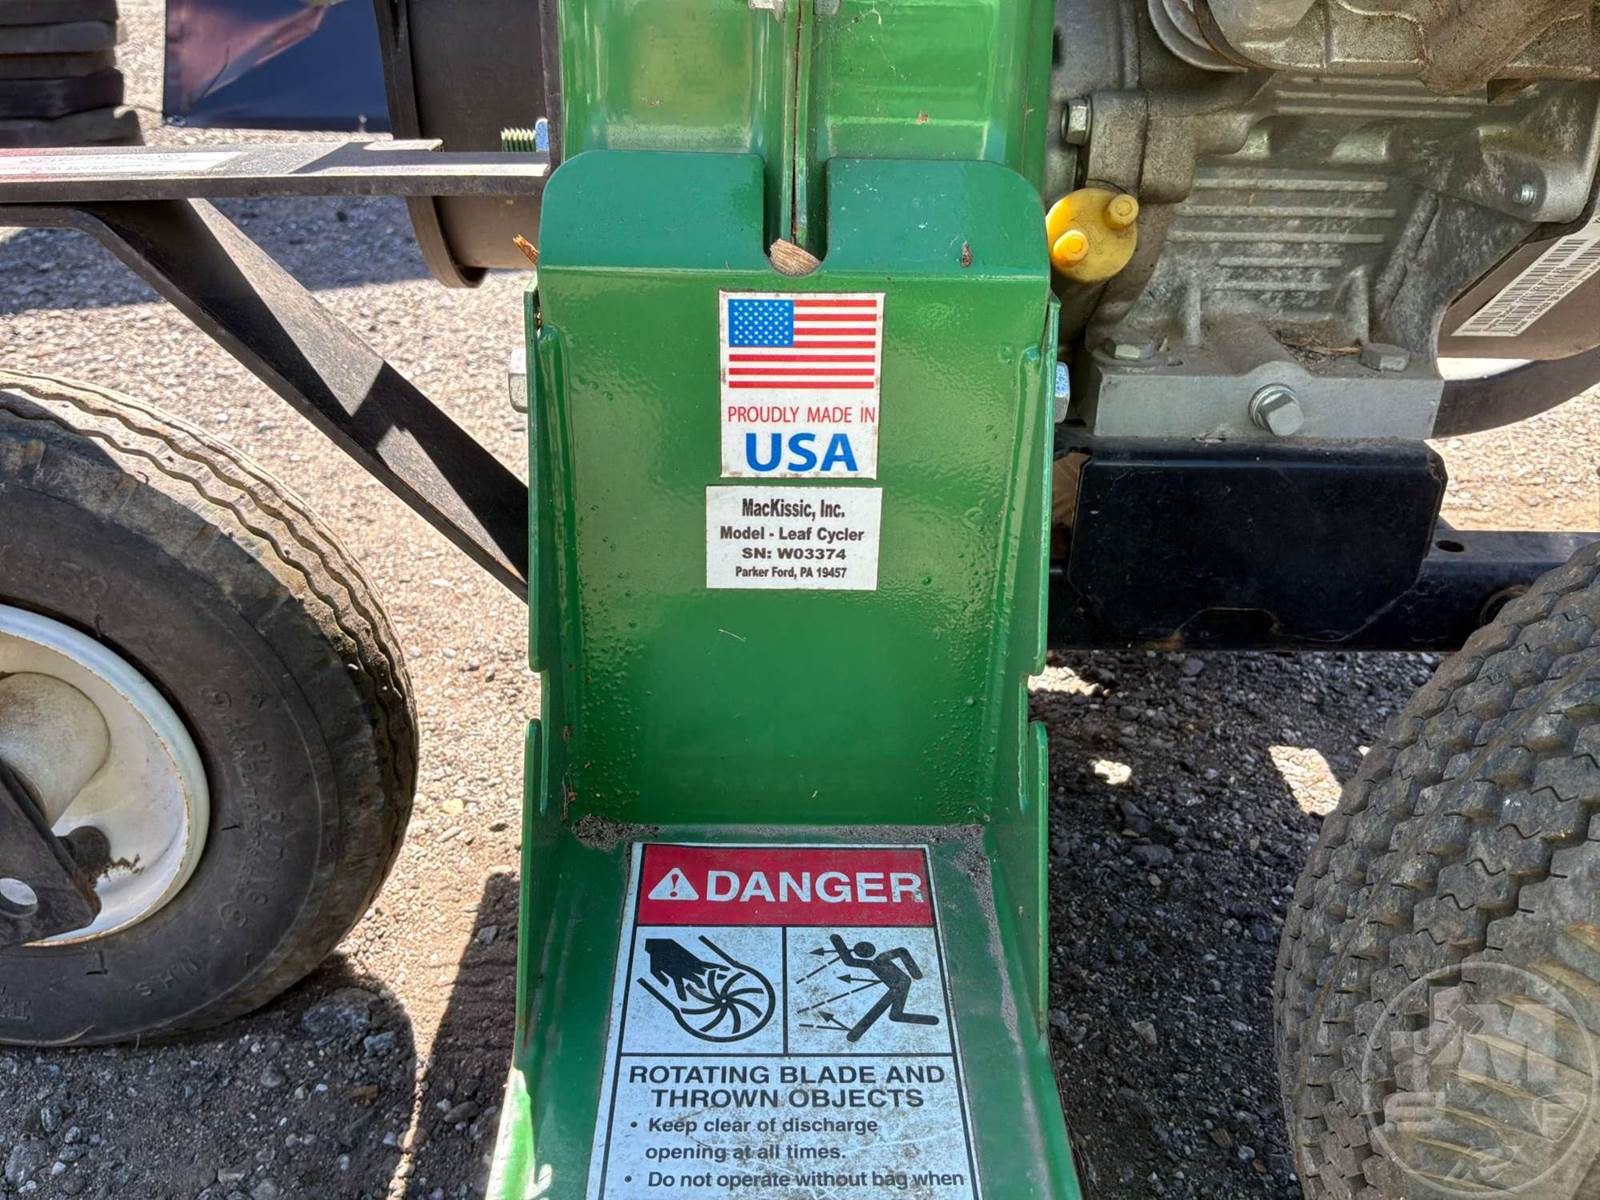 PROUDLY MADE IN
USA
MacKissic, Inc.
Model - Leaf Cycler
SN: W03374
Parker Ford, PA 19457
DANGER
ROTATING BLADE AND
THROWN OBJECTS
• Keep clear of discharge
opening at all times.
• Do not operate without bag when